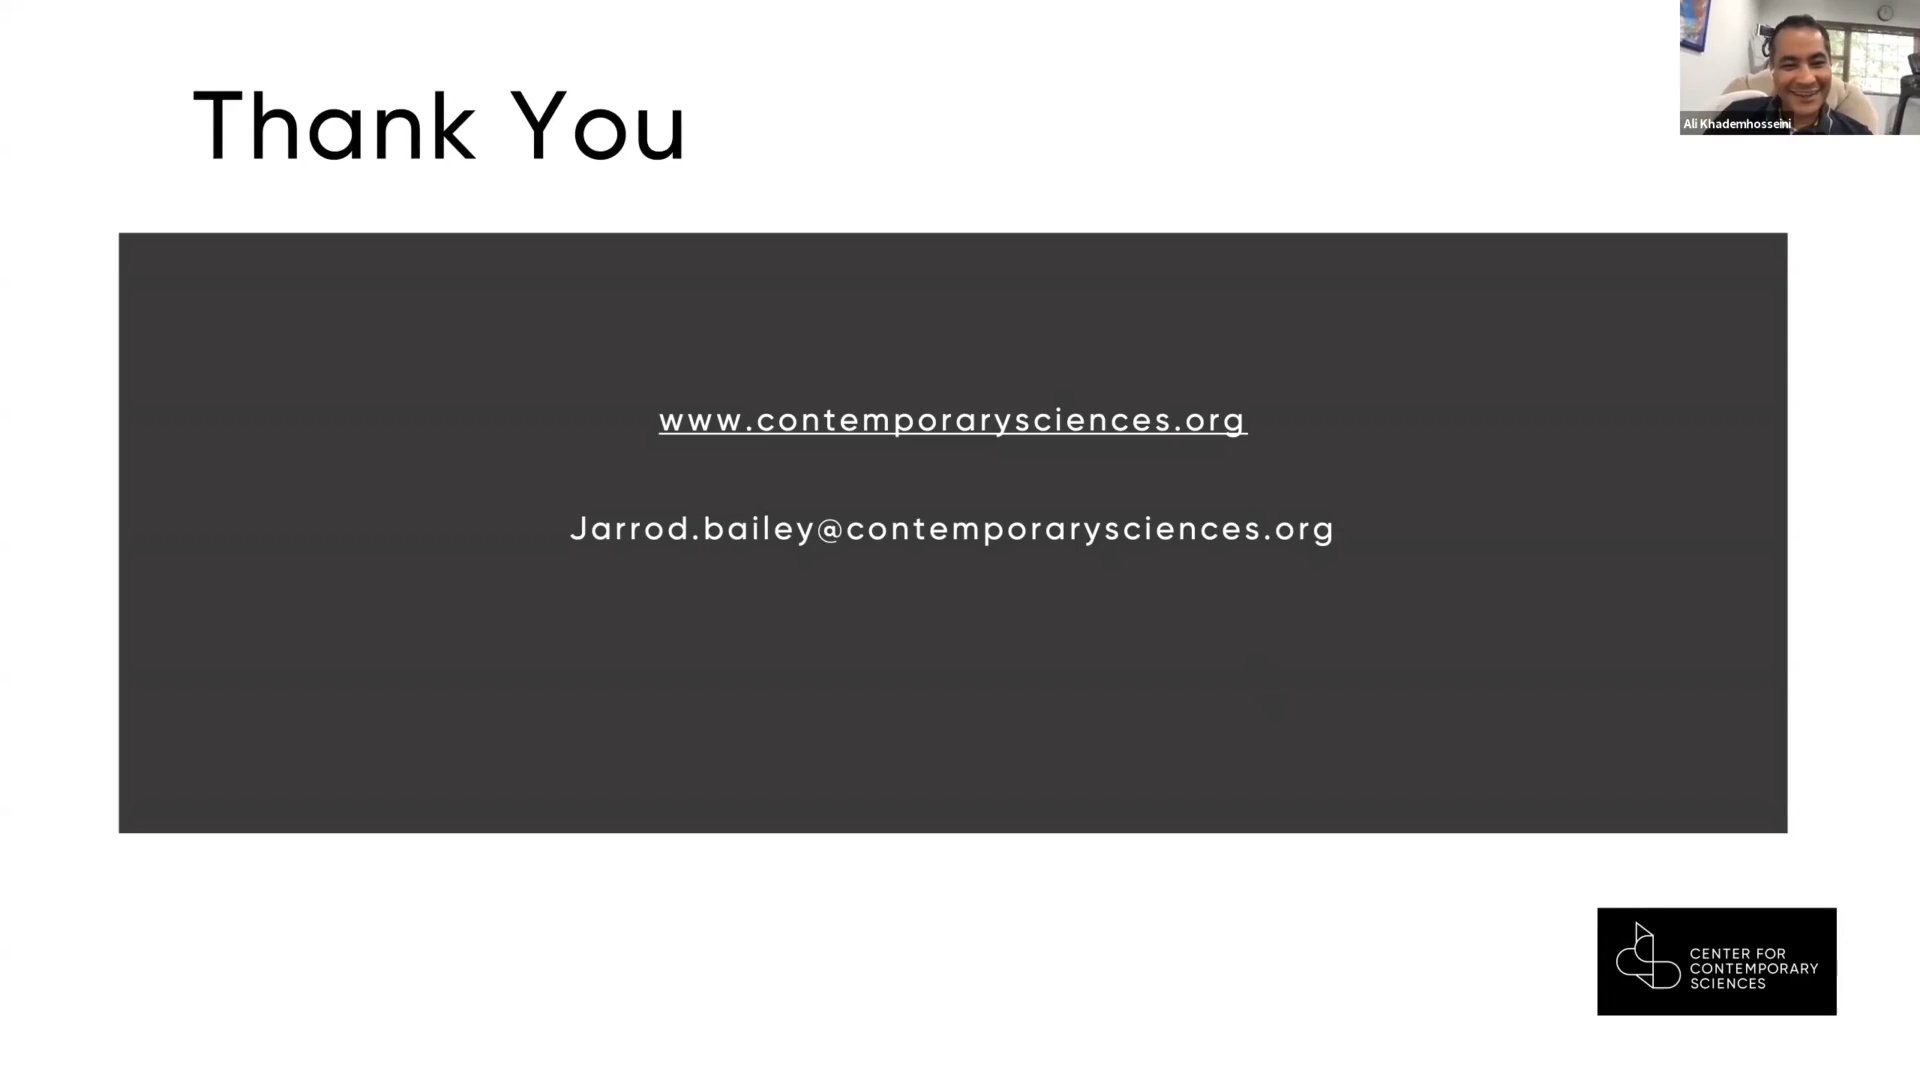 Thank You
Ali Khademhosseini
www.contemporarysciences.org
Jarrod.bailey@contemporarysciences.org
CENTER FOR
CONTEMPORARY
SCIENCES